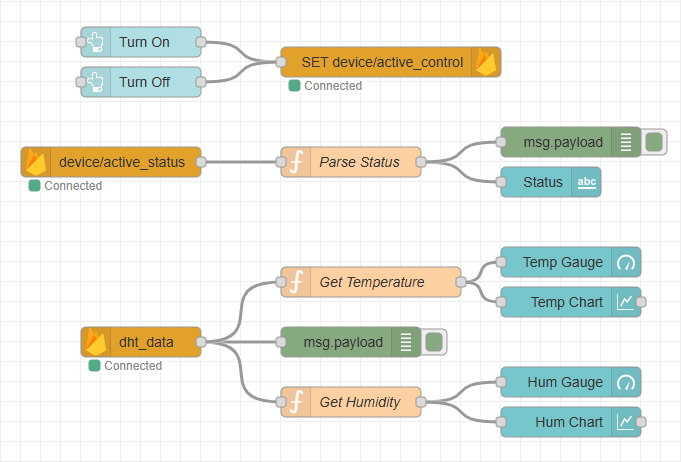 Turn On
SET device/active_control
Turn Off
Connected
msg.payload
device/active_status
Parse Status
Connected
Status abc
Temp Gauge
Get Temperature
Temp Chart
dht_data
msg.payload
Connected
Hum Gauge
Get Humidity
Hum Chart